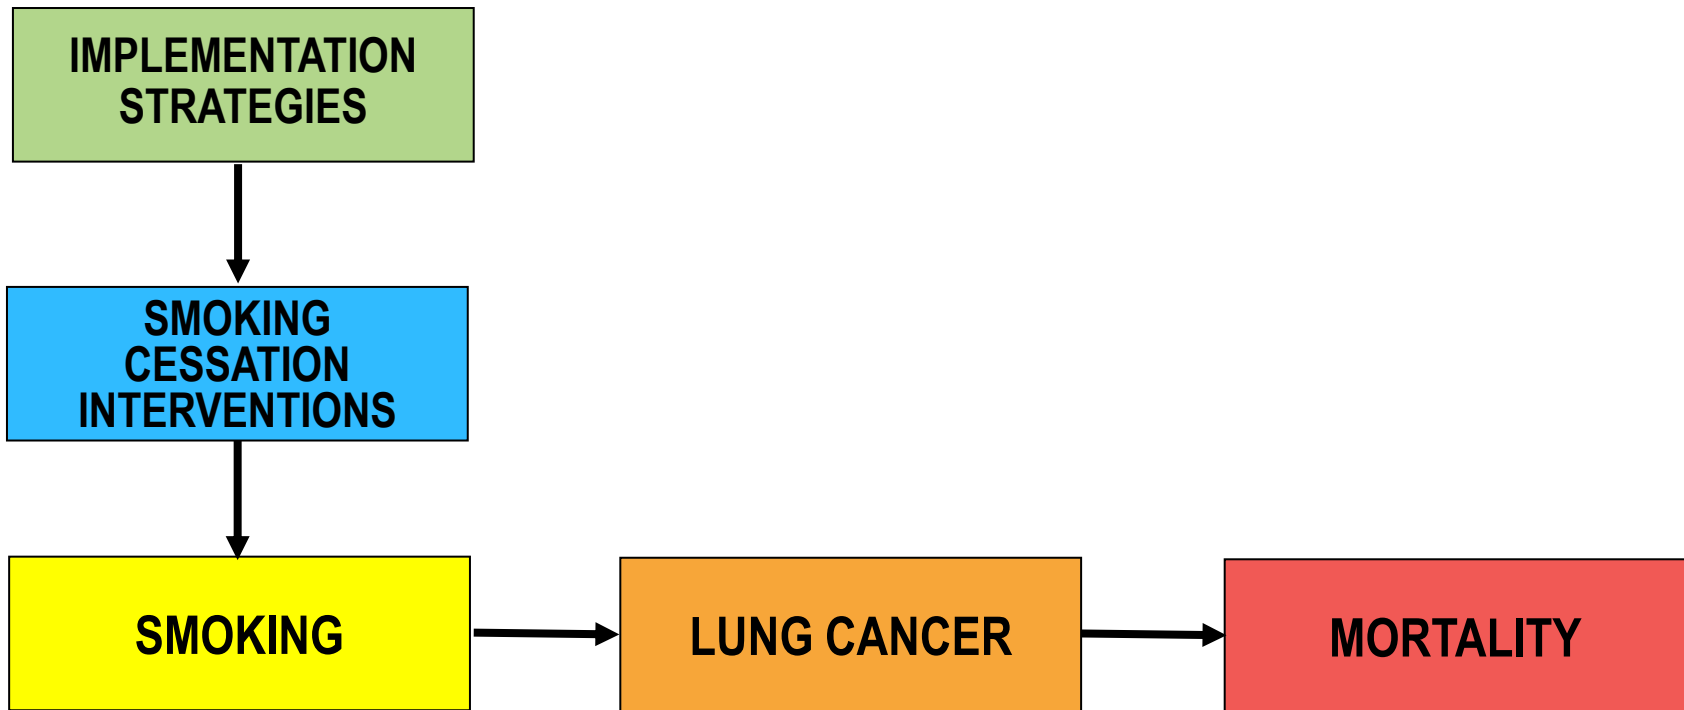 IMPLEMENTATION
STRATEGIES
SMOKING
CESSATION
INTERVENTIONS
SMOKING
LUNG CANCER
MORTALITY